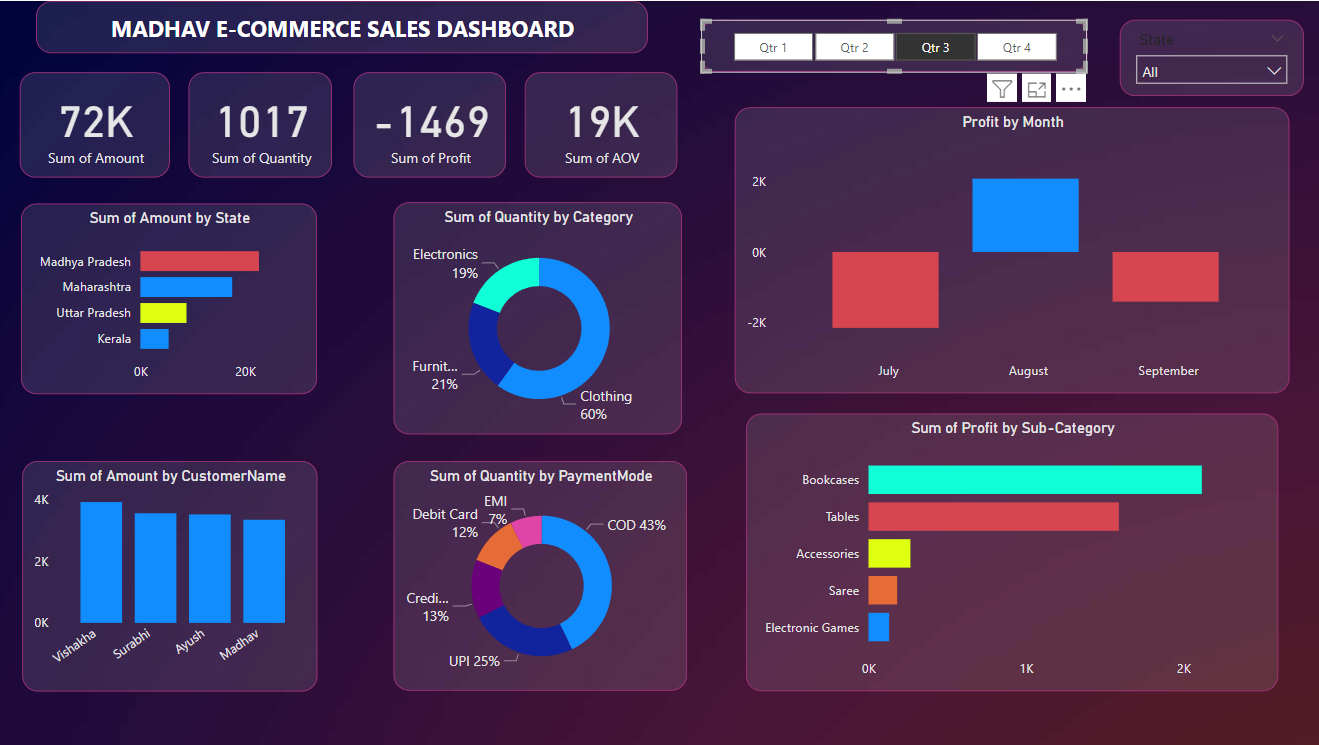 MADHAV E-COMMERCE SALES DASHBOARD
Qtr 1 Qtr 2 Qtr 3 Qtr 4
State
All
72K
Sum of Amount
1017
Sum of Quantity
-1469
Sum of Profit
19K
Sum of AOV
Profit by Month
2K
0K
-2K
July August September
Sum of Amount by State
Madhya Pradesh
Maharashtra
Uttar Pradesh
Kerala
0K 20K
Sum of Quantity by Category
Electronics
19%
Furnit...
21%
Clothing
60%
Sum of Profit by Sub-Category
Bookcases
Tables
Accessories
Saree
Electronic Games
0K 1K 2K
Sum of Amount by CustomerName
4K
2K
0K
Vishakha Surabhi Ayush Madhav
Sum of Quantity by PaymentMode
EMI
7%
Debit Card
12%
COD 43%
Credi...
13%
UPI 25%